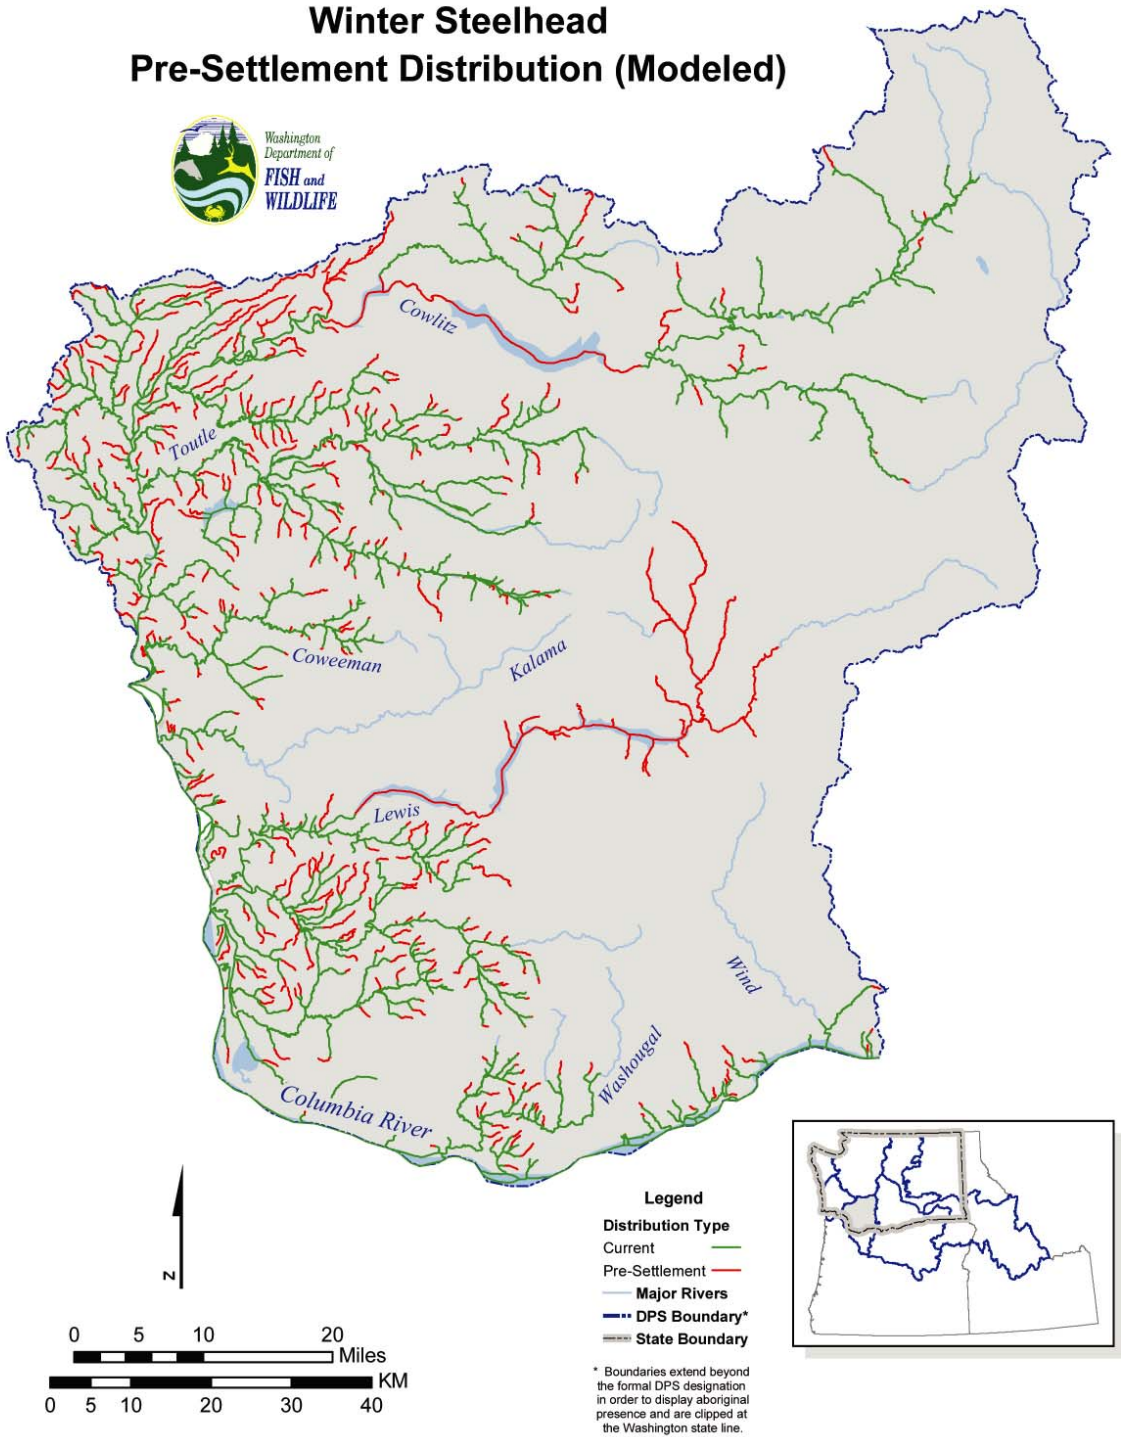 Winter Steelhead
Pre-Settlement Distribution (Modeled)
Washington
Department of
FISH and
WILDLIFE
Cowlitz
Toutle
Coweeman
Kalama
Lewis
Wind
Washougal
Columbia River
N
0 5 10 20
Miles
KM
0 5 10 20 30 40
Legend
Distribution Type
Current
Pre-Settlement
Major Rivers
DPS Boundary*
State Boundary
* Boundaries extend beyond
the formal DPS designation
in order to display aboriginal
presence and are clipped at
the Washington state line.